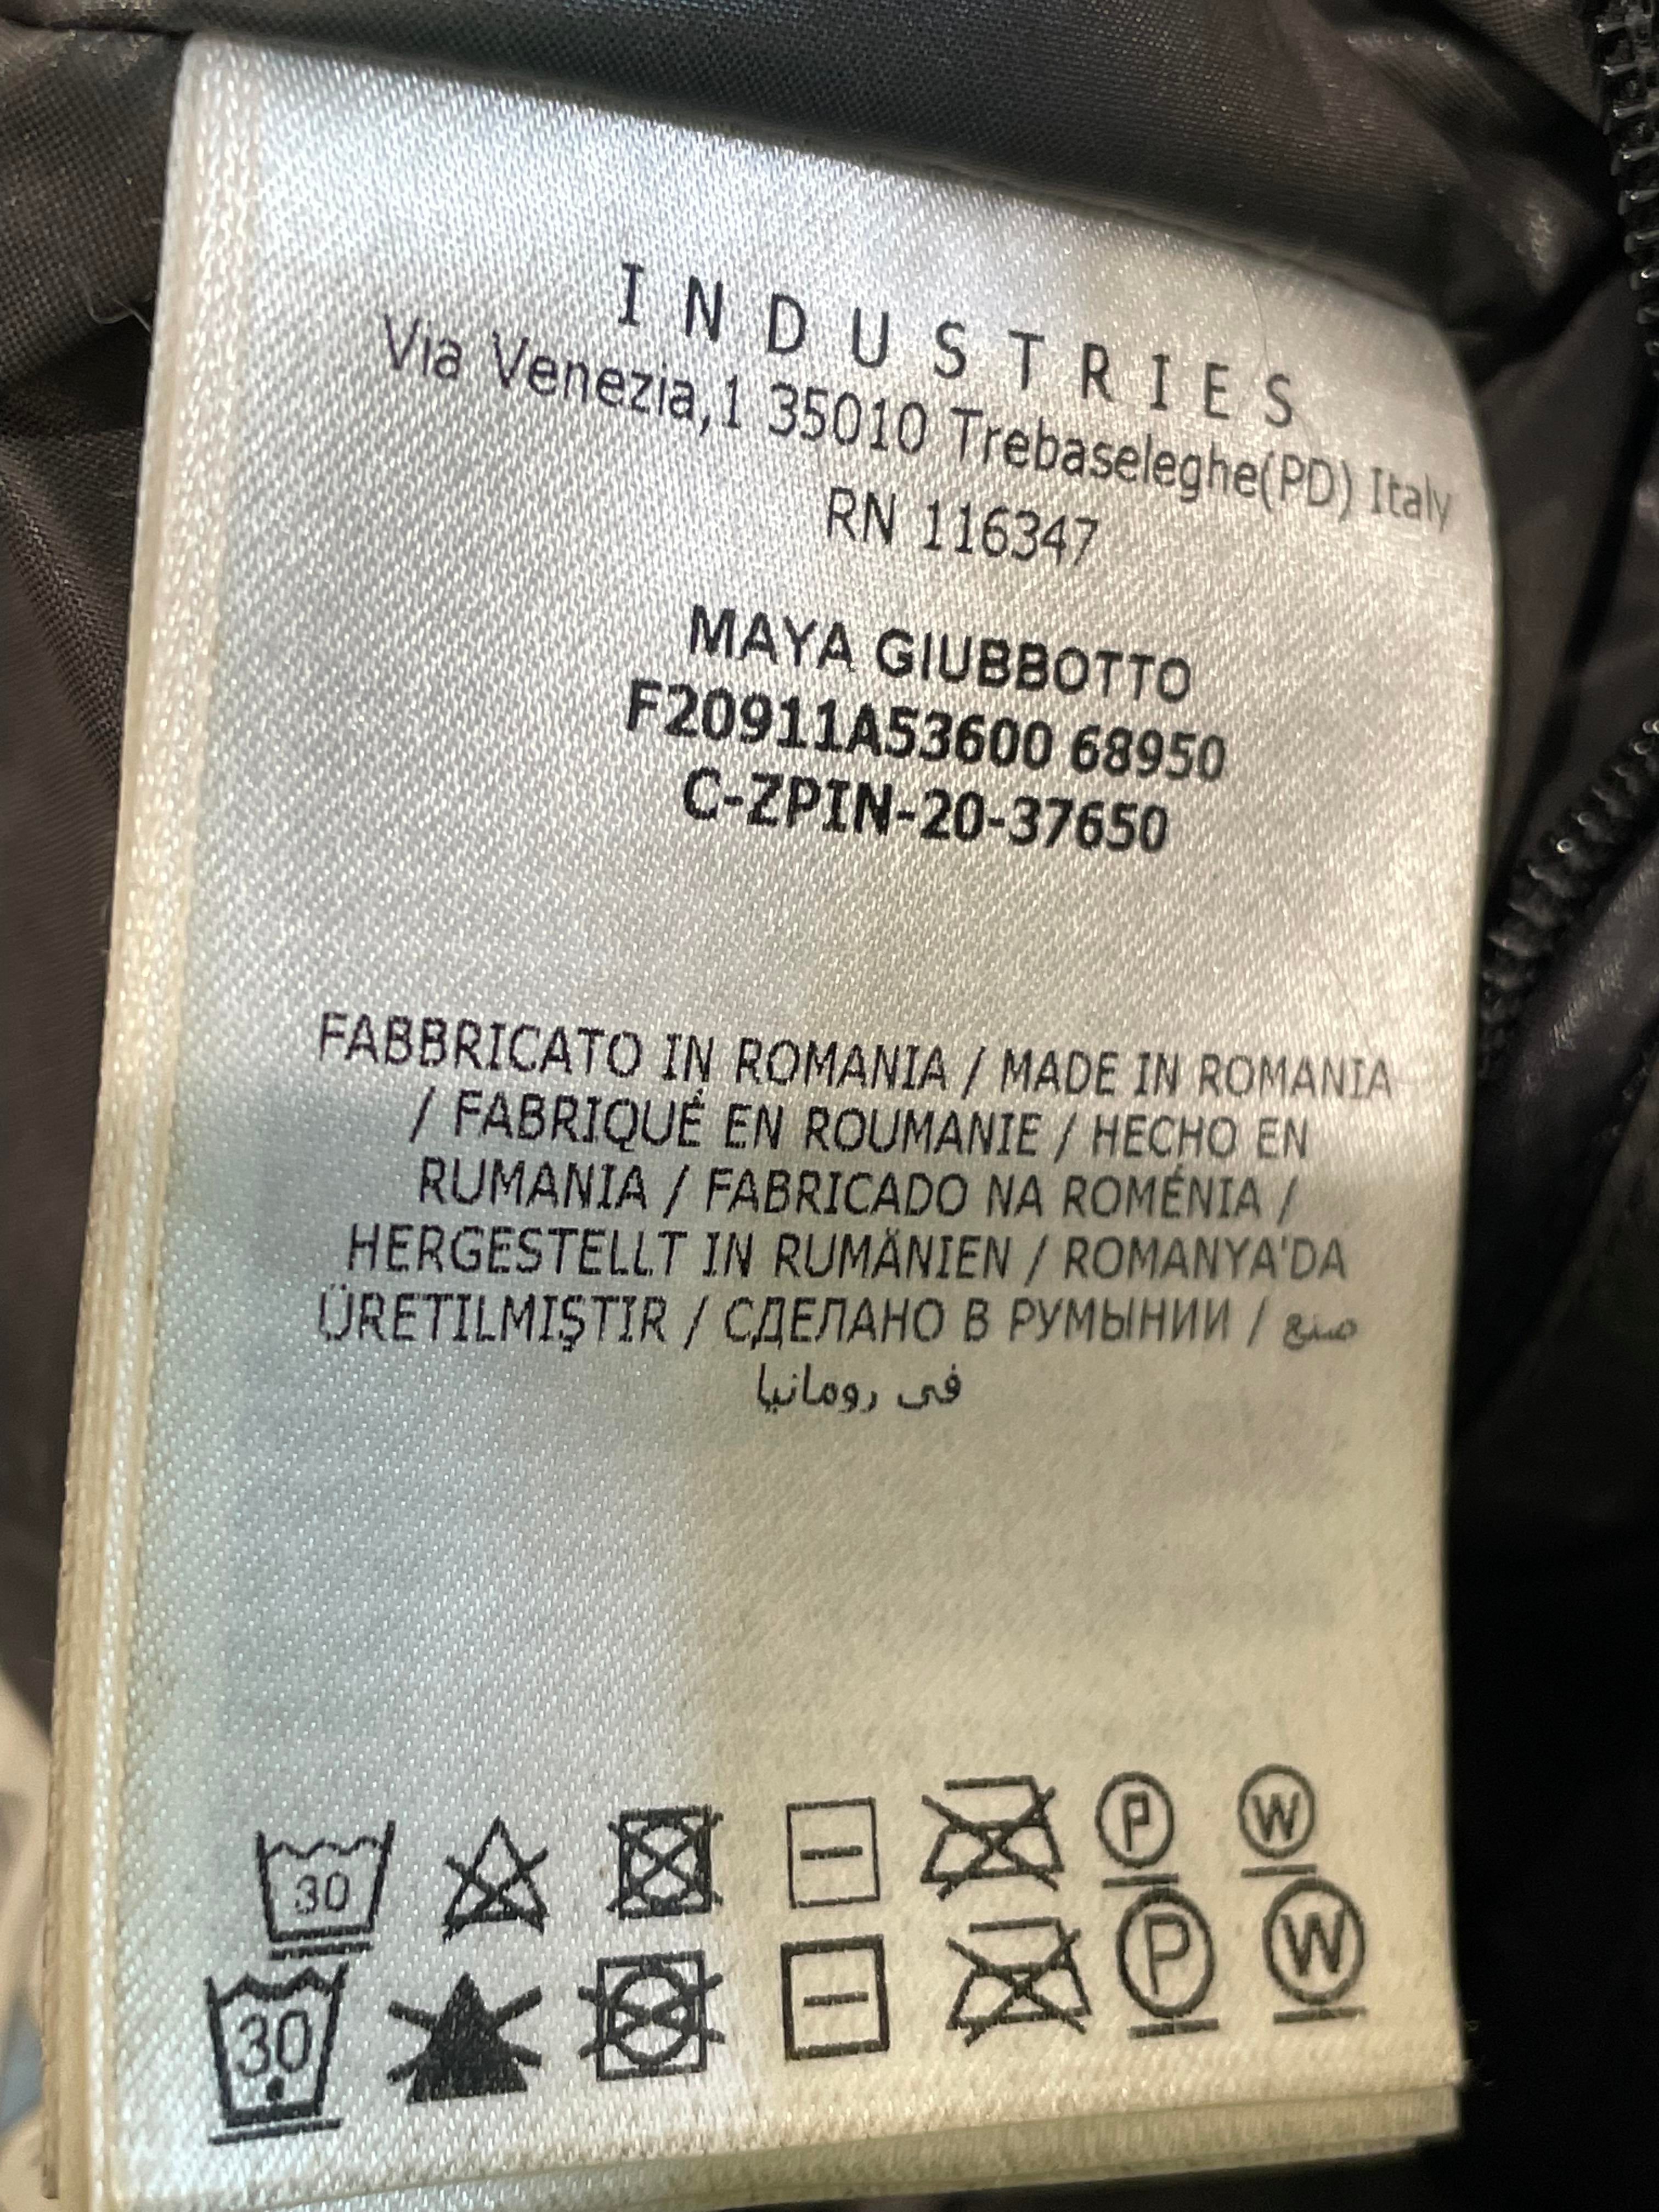 INDUSTRIES
Via Venezia,1 35010 Trebaseleghe(PD) Italy
RN 116347
MAYA GIUBBOTTO
F20911A53600 68950
C-ZPIN-20-37650
FABBRICATO IN ROMANIA / MADE IN ROMANIA
/ FABRIQUÉ EN ROUMANIE / HECHO EN
RUMANIA / FABRICADO NA ROMÉNIA /
HERGESTELLT IN RUMÄNIEN / ROMANYA'DA
ÜRETILMIŞTIR / СДЕЛАНО В РУМЫНИИ / صنع
فى رومانيا
30 P W
30 P W